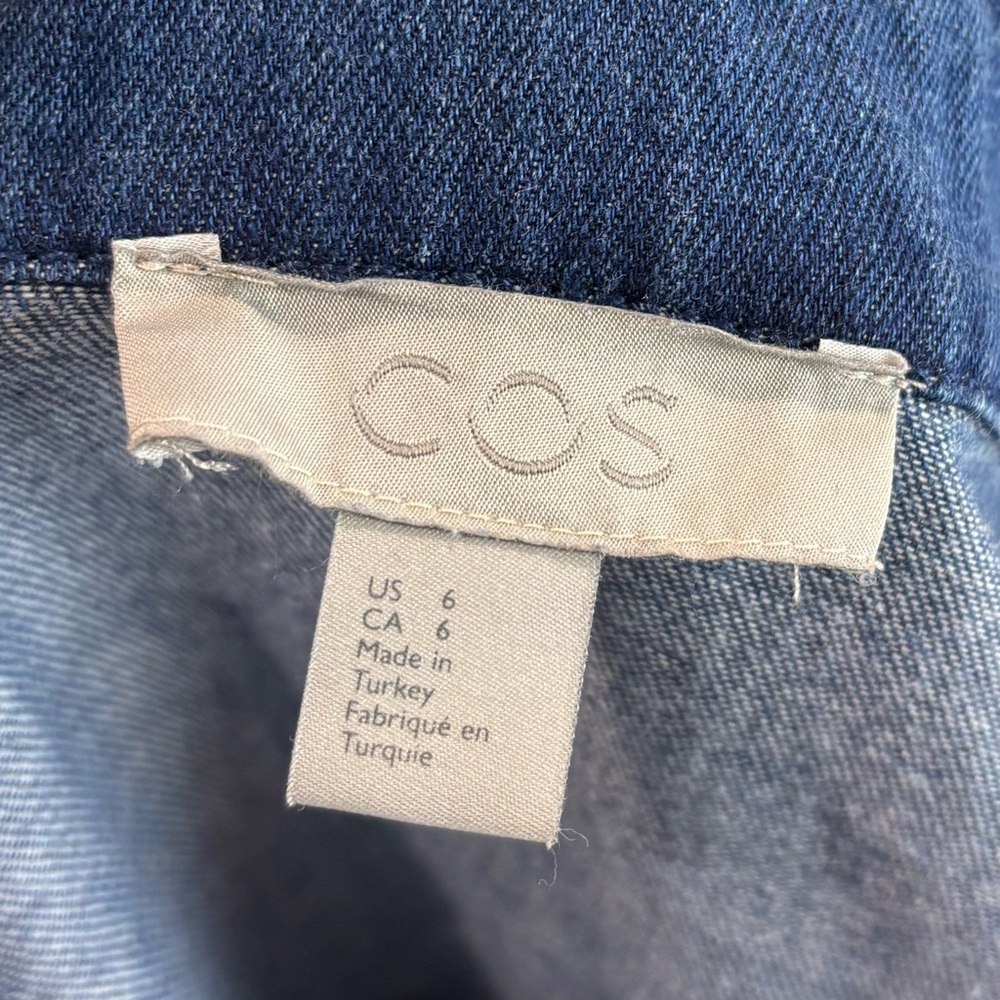 COS
US 6
CA 6
Made in
Turkey
Fabriqué en
Turquie